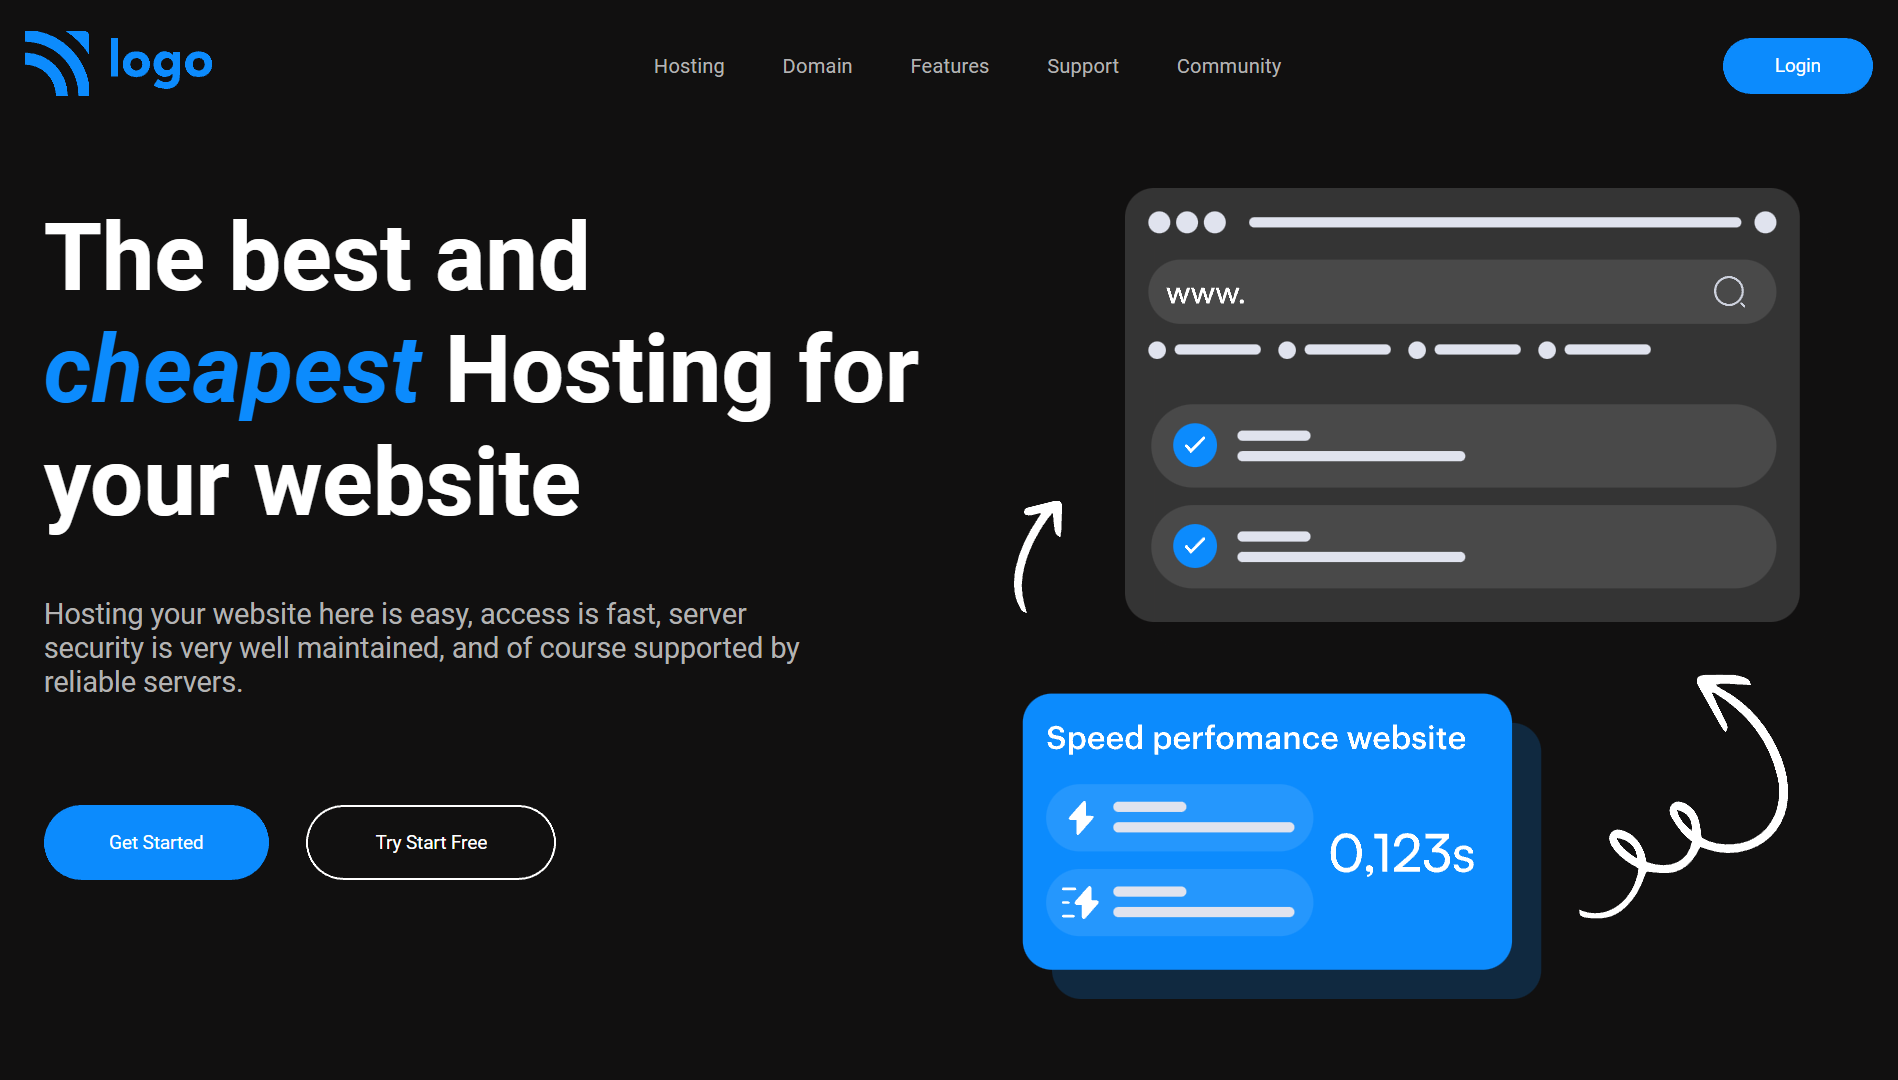 logo
Hosting
Domain
Features
Support
Community
Login
The best and
cheapest Hosting for
your website
Hosting your website here is easy, access is fast, server
security is very well maintained, and of course supported by
reliable servers.
Get Started
Try Start Free
www.
Speed perfomance website
0,123s